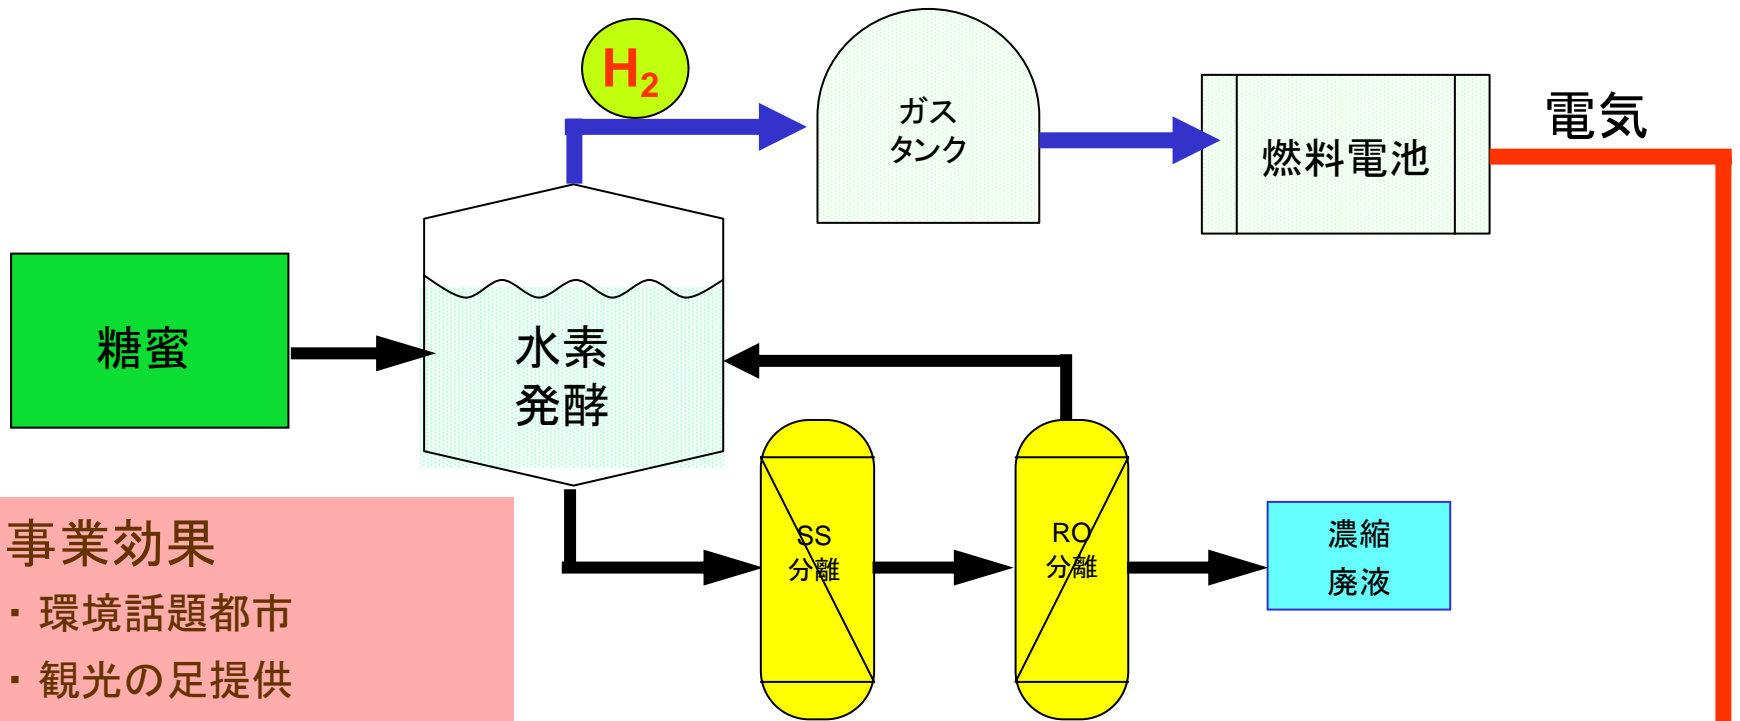 H2
ガス
タンク
燃料電池
電気
糖蜜
水素
発酵
SS
分離
RO
分離
濃縮
廃液
事業効果
・環境話題都市
・観光の足提供